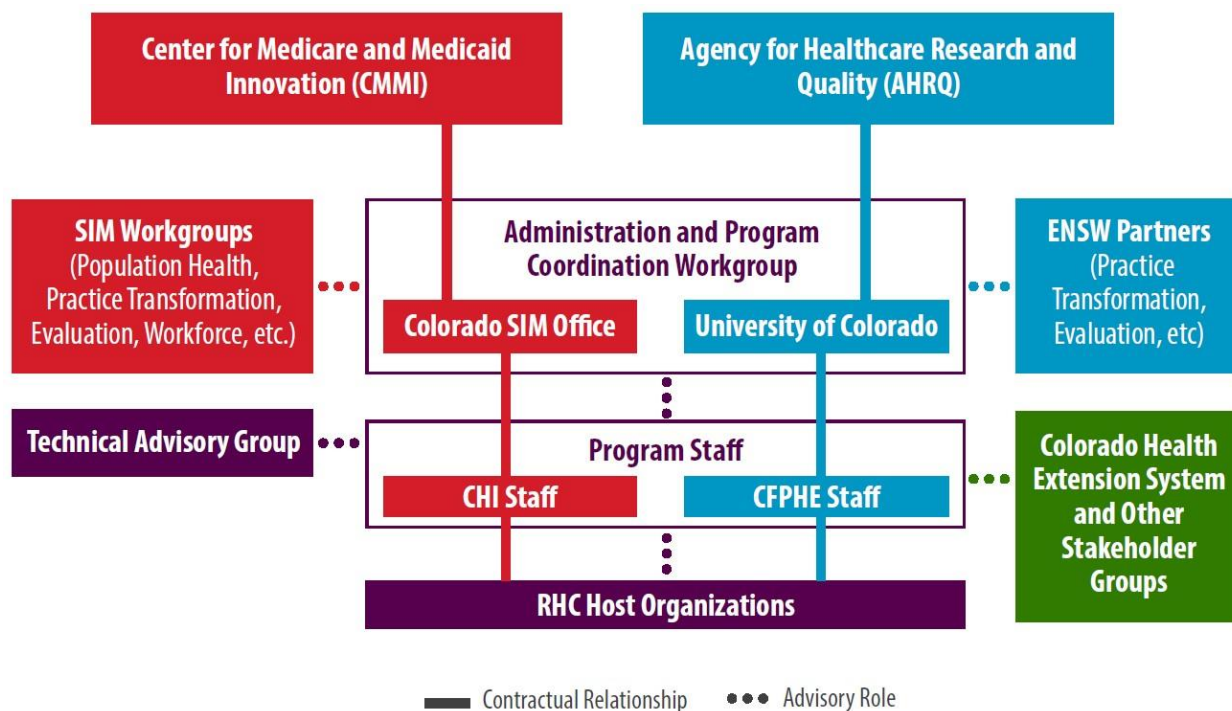 Center for Medicare and Medicaid
Innovation (CMMI)
Agency for Healthcare Research and
Quality (AHRQ)
SIM Workgroups
(Population Health,
Practice Transformation,
Evaluation, Workforce, etc.)
Administration and Program
Coordination Workgroup
Colorado SIM Office
University of Colorado
ENSW Partners
(Practice
Transformation,
Evaluation, etc)
Technical Advisory Group
Program Staff
CHI Staff
CFPHE Staff
Colorado Health
Extension System
and Other
Stakeholder
Groups
RHC Host Organizations
Contractual Relationship
Advisory Role